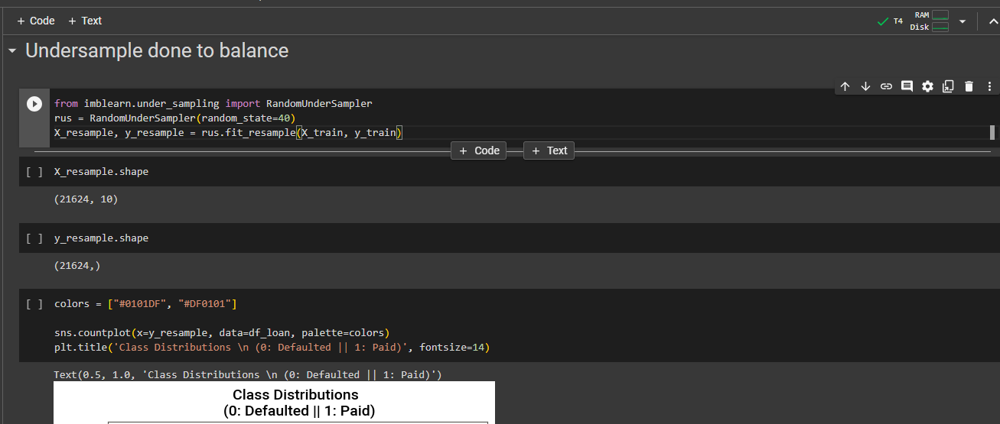 + Code + Text
T4
RAM
Disk
Undersample done to balance
from imblearn.under_sampling import RandomUnderSampler
rus = RandomUnderSampler(random_state=40)
X_resample, y_resample = rus.fit_resample(X_train, y_train)
+ Code + Text
[ ] X_resample.shape
(21624, 10)
[ ] y_resample.shape
(21624,)
[ ] colors = ["#0101DF", "#DF0101"]
sns.countplot(x=y_resample, data=df_loan, palette=colors)
plt.title('Class Distributions \n (0: Defaulted || 1: Paid)', fontsize=14)
Text(0.5, 1.0, 'Class Distributions \n (0: Defaulted || 1: Paid)')
Class Distributions
(0: Defaulted || 1: Paid)